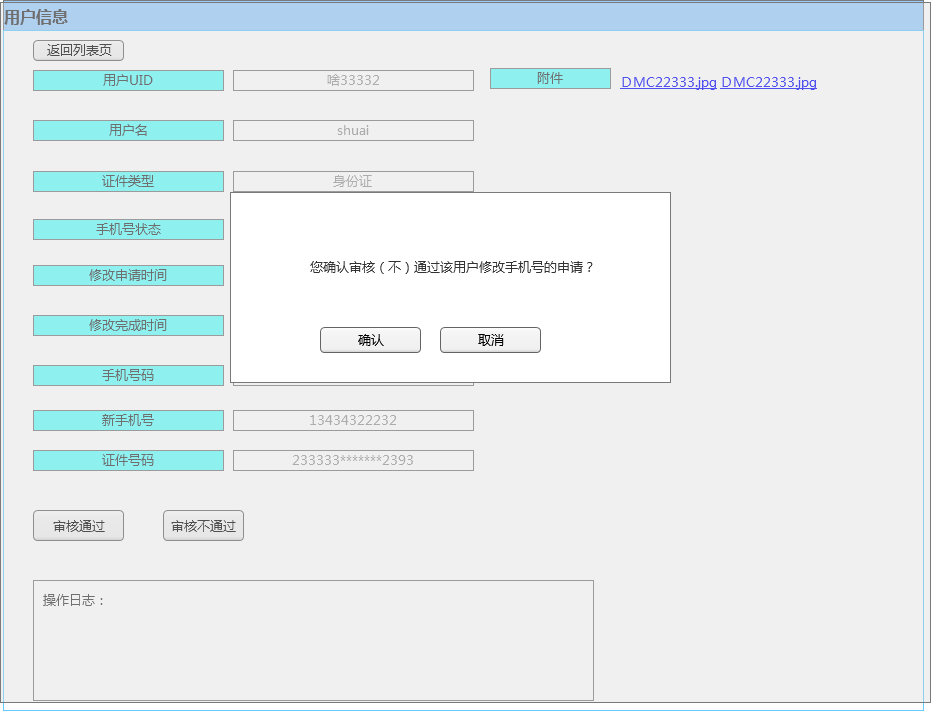 用户信息
返回列表页
用户UID 啥33332 附件 DMC22333.jpg DMC22333.jpg
用户名 shuai
证件类型 身份证
手机号状态
修改申请时间
您确认审核（不）通过该用户修改手机号的申请？
修改完成时间
确认 取消
手机号码
新手机号 13434322232
证件号码 233333*******2393
审核通过 审核不通过
操作日志：